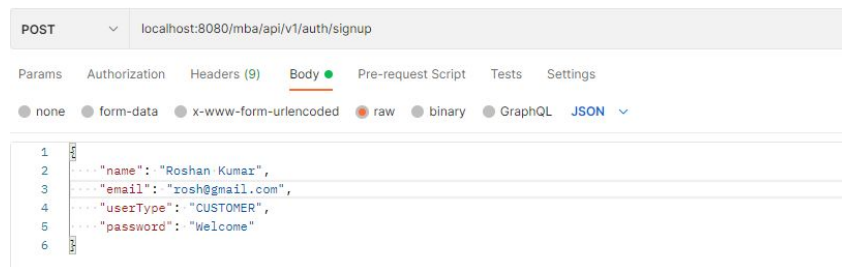 POST localhost:8080/mba/api/v1/auth/signup
Params Authorization Headers (9) Body Pre-request Script Tests Settings
none form-data x-www-form-urlencoded raw binary GraphQL JSON
1 {
2 "name": "Roshan Kumar",
3 "email": "rosh@gmail.com",
4 "userType": "CUSTOMER",
5 "password": "Welcome"
6 }